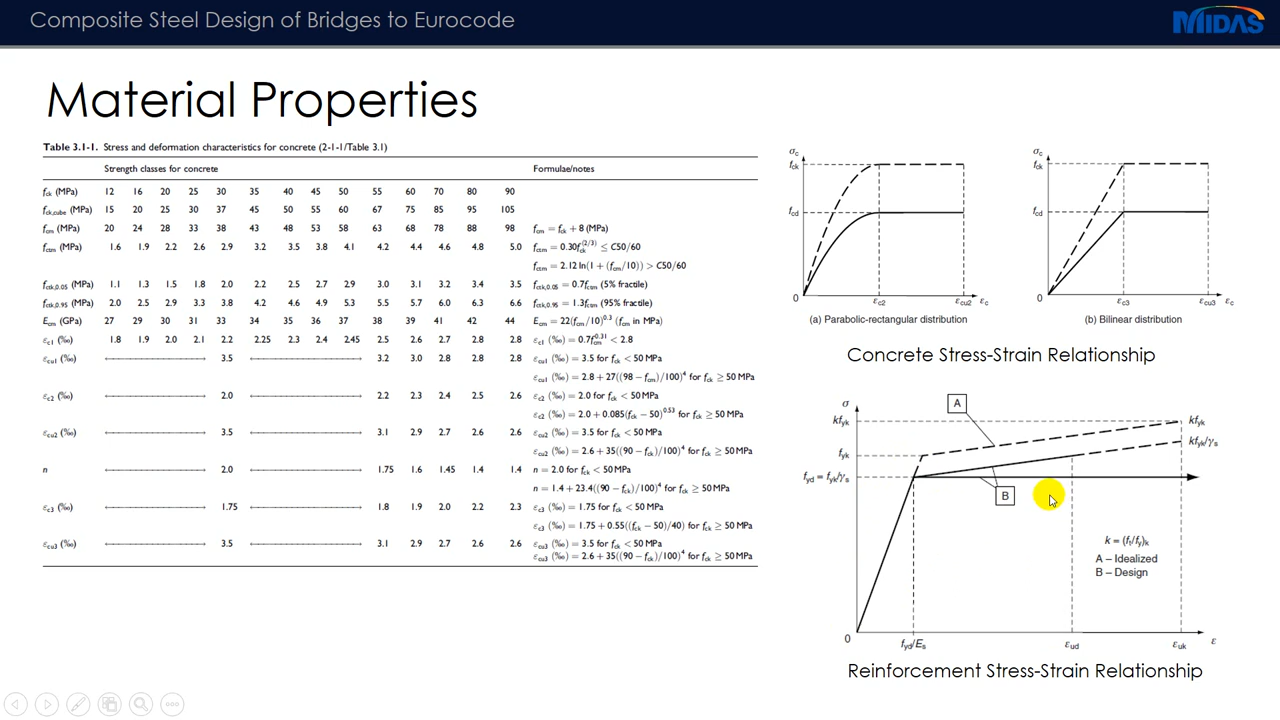 Composite Steel Design of Bridges to Eurocode
MIDAS
Material Properties
Table 3.1-1. Stress and deformation characteristics for concrete (2-1-1/Table 3.1)
Strength classes for concrete Formulae/notes
fck (MPa) 12 16 20 25 30 35 40 45 50 55 60 70 80 90
fck,cube (MPa) 15 20 25 30 37 45 50 55 60 67 75 85 95 105
fcm (MPa) 20 24 28 33 38 43 48 53 58 63 68 78 88 98 fcm = fck + 8 (MPa)
fctm (MPa) 1.6 1.9 2.2 2.6 2.9 3.2 3.5 3.8 4.1 4.2 4.4 4.6 4.8 5.0 fctm = 0.30fck^(2/3) ≤ C50/60
fctm = 2.12 ln(1 + (fcm/10)) > C50/60
fctk,0.05 (MPa) 1.1 1.3 1.5 1.8 2.0 2.2 2.5 2.7 2.9 3.0 3.1 3.2 3.4 3.5 fctk,0.05 = 0.7fctm (5% fractile)
fctk,0.95 (MPa) 2.0 2.5 2.9 3.3 3.8 4.2 4.6 4.9 5.3 5.5 5.7 6.0 6.3 6.6 fctk,0.95 = 1.3fctm (95% fractile)
Ecm (GPa) 27 29 30 31 33 34 35 36 37 38 39 41 42 44 Ecm = 22(fcm/10)^0.3 (fcm in MPa)
εc1 (‰) 1.8 1.9 2.0 2.1 2.2 2.25 2.3 2.4 2.45 2.5 2.6 2.7 2.8 2.8 εc1 (‰) = 0.7fcm^0.31 < 2.8
εcu1 (‰) 3.5 3.2 3.0 2.8 2.8 2.8 εcu1 (‰) = 3.5 for fck < 50 MPa
εcu1 (‰) = 2.8 + 27((98 − fcm)/100)^4 for fck ≥ 50 MPa
εc2 (‰) 2.0 2.2 2.3 2.4 2.5 2.6 εc2 (‰) = 2.0 for fck < 50 MPa
εc2 (‰) = 2.0 + 0.085(fck − 50)^0.53 for fck ≥ 50 MPa
εcu2 (‰) 3.5 3.1 2.9 2.7 2.6 2.6 εcu2 (‰) = 3.5 for fck < 50 MPa
εcu2 (‰) = 2.6 + 35((90 − fck)/100)^4 for fck ≥ 50 MPa
n 2.0 1.75 1.6 1.45 1.4 1.4 n = 2.0 for fck < 50 MPa
n = 1.4 + 23.4((90 − fck)/100)^4 for fck ≥ 50 MPa
εc3 (‰) 1.75 1.8 1.9 2.0 2.2 2.3 εc3 (‰) = 1.75 for fck < 50 MPa
εc3 (‰) = 1.75 + 0.55((fck − 50)/40) for fck ≥ 50 MPa
εcu3 (‰) 3.5 3.1 2.9 2.7 2.6 2.6 εcu3 (‰) = 3.5 for fck < 50 MPa
εcu3 (‰) = 2.6 + 35((90 − fck)/100)^4 for fck ≥ 50 MPa
σc
fck
fcd
0
εc2 εcu2 εc
(a) Parabolic-rectangular distribution
σc
fck
fcd
0
εc3 εcu3 εc
(b) Bilinear distribution
Concrete Stress-Strain Relationship
σ
A
kfyk kfyk
kfyk/γs
fyk
fyd = fyk/γs
B
k = (ft/fy)k
A – Idealized
B – Design
0
fyd/Es εud εuk ε
Reinforcement Stress-Strain Relationship